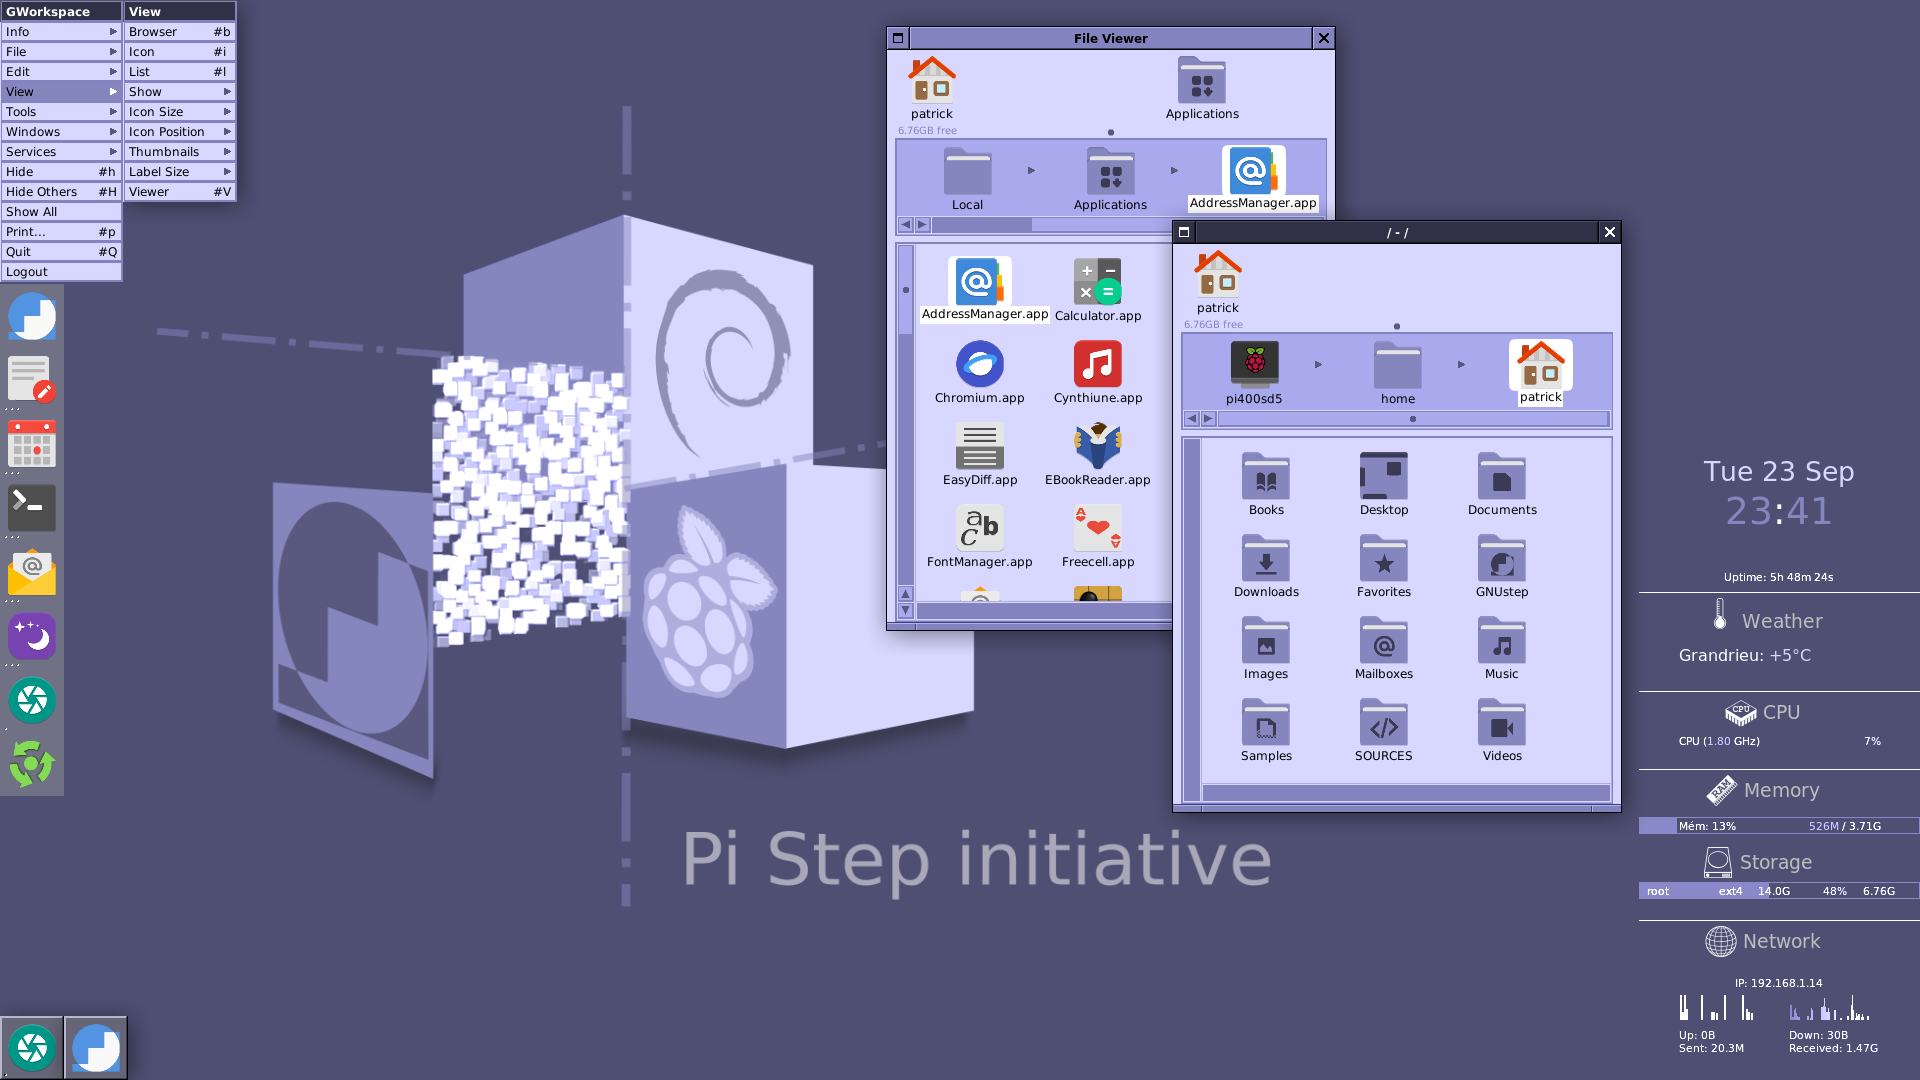 GWorkspace
Info
File
Edit
View
Tools
Windows
Services
Hide #h
Hide Others #H
Show All
Print... #p
Quit #Q
Logout
View
Browser #b
Icon #i
List #l
Show
Icon Size
Icon Position
Thumbnails
Label Size
Viewer #V
File Viewer
patrick
Applications
6.76GB free
Local
Applications
AddressManager.app
AddressManager.app
Calculator.app
Chromium.app
Cynthiune.app
EasyDiff.app
EBookReader.app
FontManager.app
Freecell.app
/ - /
patrick
6.76GB free
pi400sd5
home
patrick
Books
Desktop
Documents
Downloads
Favorites
GNUstep
Images
Mailboxes
Music
Samples
SOURCES
Videos
Pi Step initiative
Tue 23 Sep
23:41
Uptime: 5h 48m 24s
Weather
Grandrieu: +5°C
CPU
CPU
CPU (1.80 GHz) 7%
RAM
Memory
Mém: 13% 526M / 3.71G
Storage
root ext4 14.0G 48% 6.76G
Network
IP: 192.168.1.14
Up: 0B Down: 30B
Sent: 20.3M Received: 1.47G